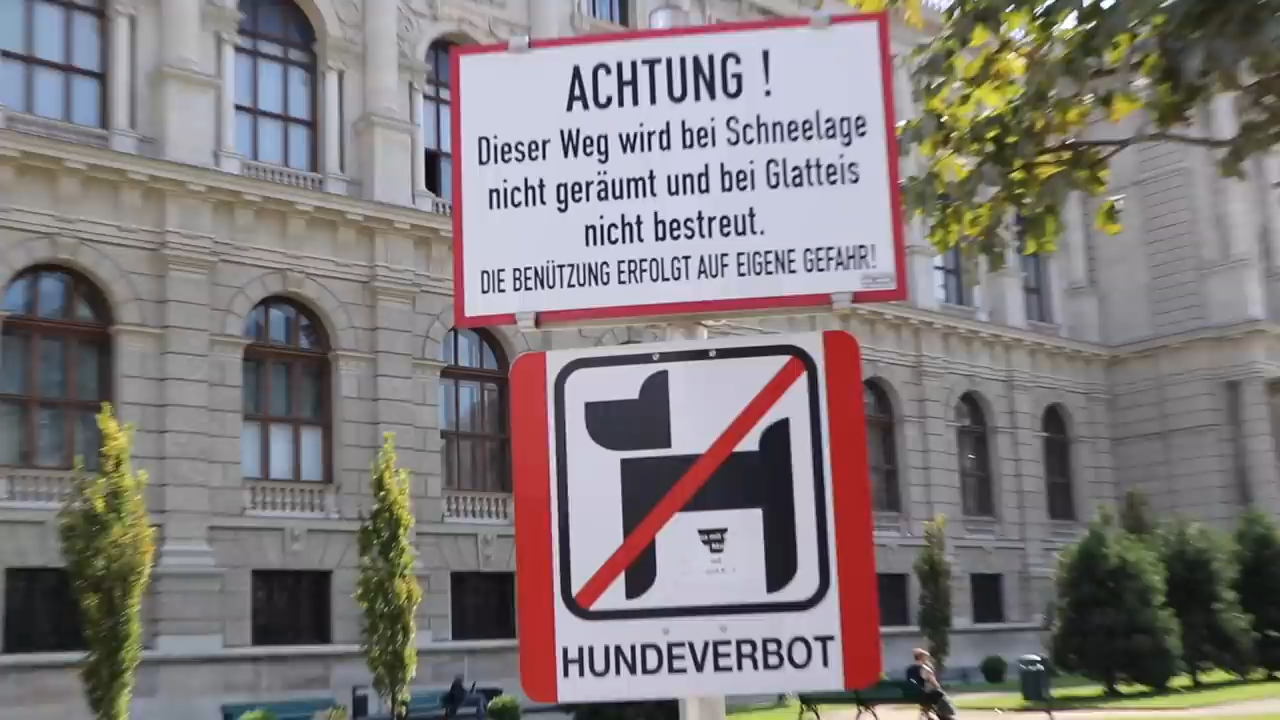 ACHTUNG !
Dieser Weg wird bei Schneelage
nicht geräumt und bei Glatteis
nicht bestreut.
DIE BENÜTZUNG ERFOLGT AUF EIGENE GEFAHR!
HUNDEVERBOT